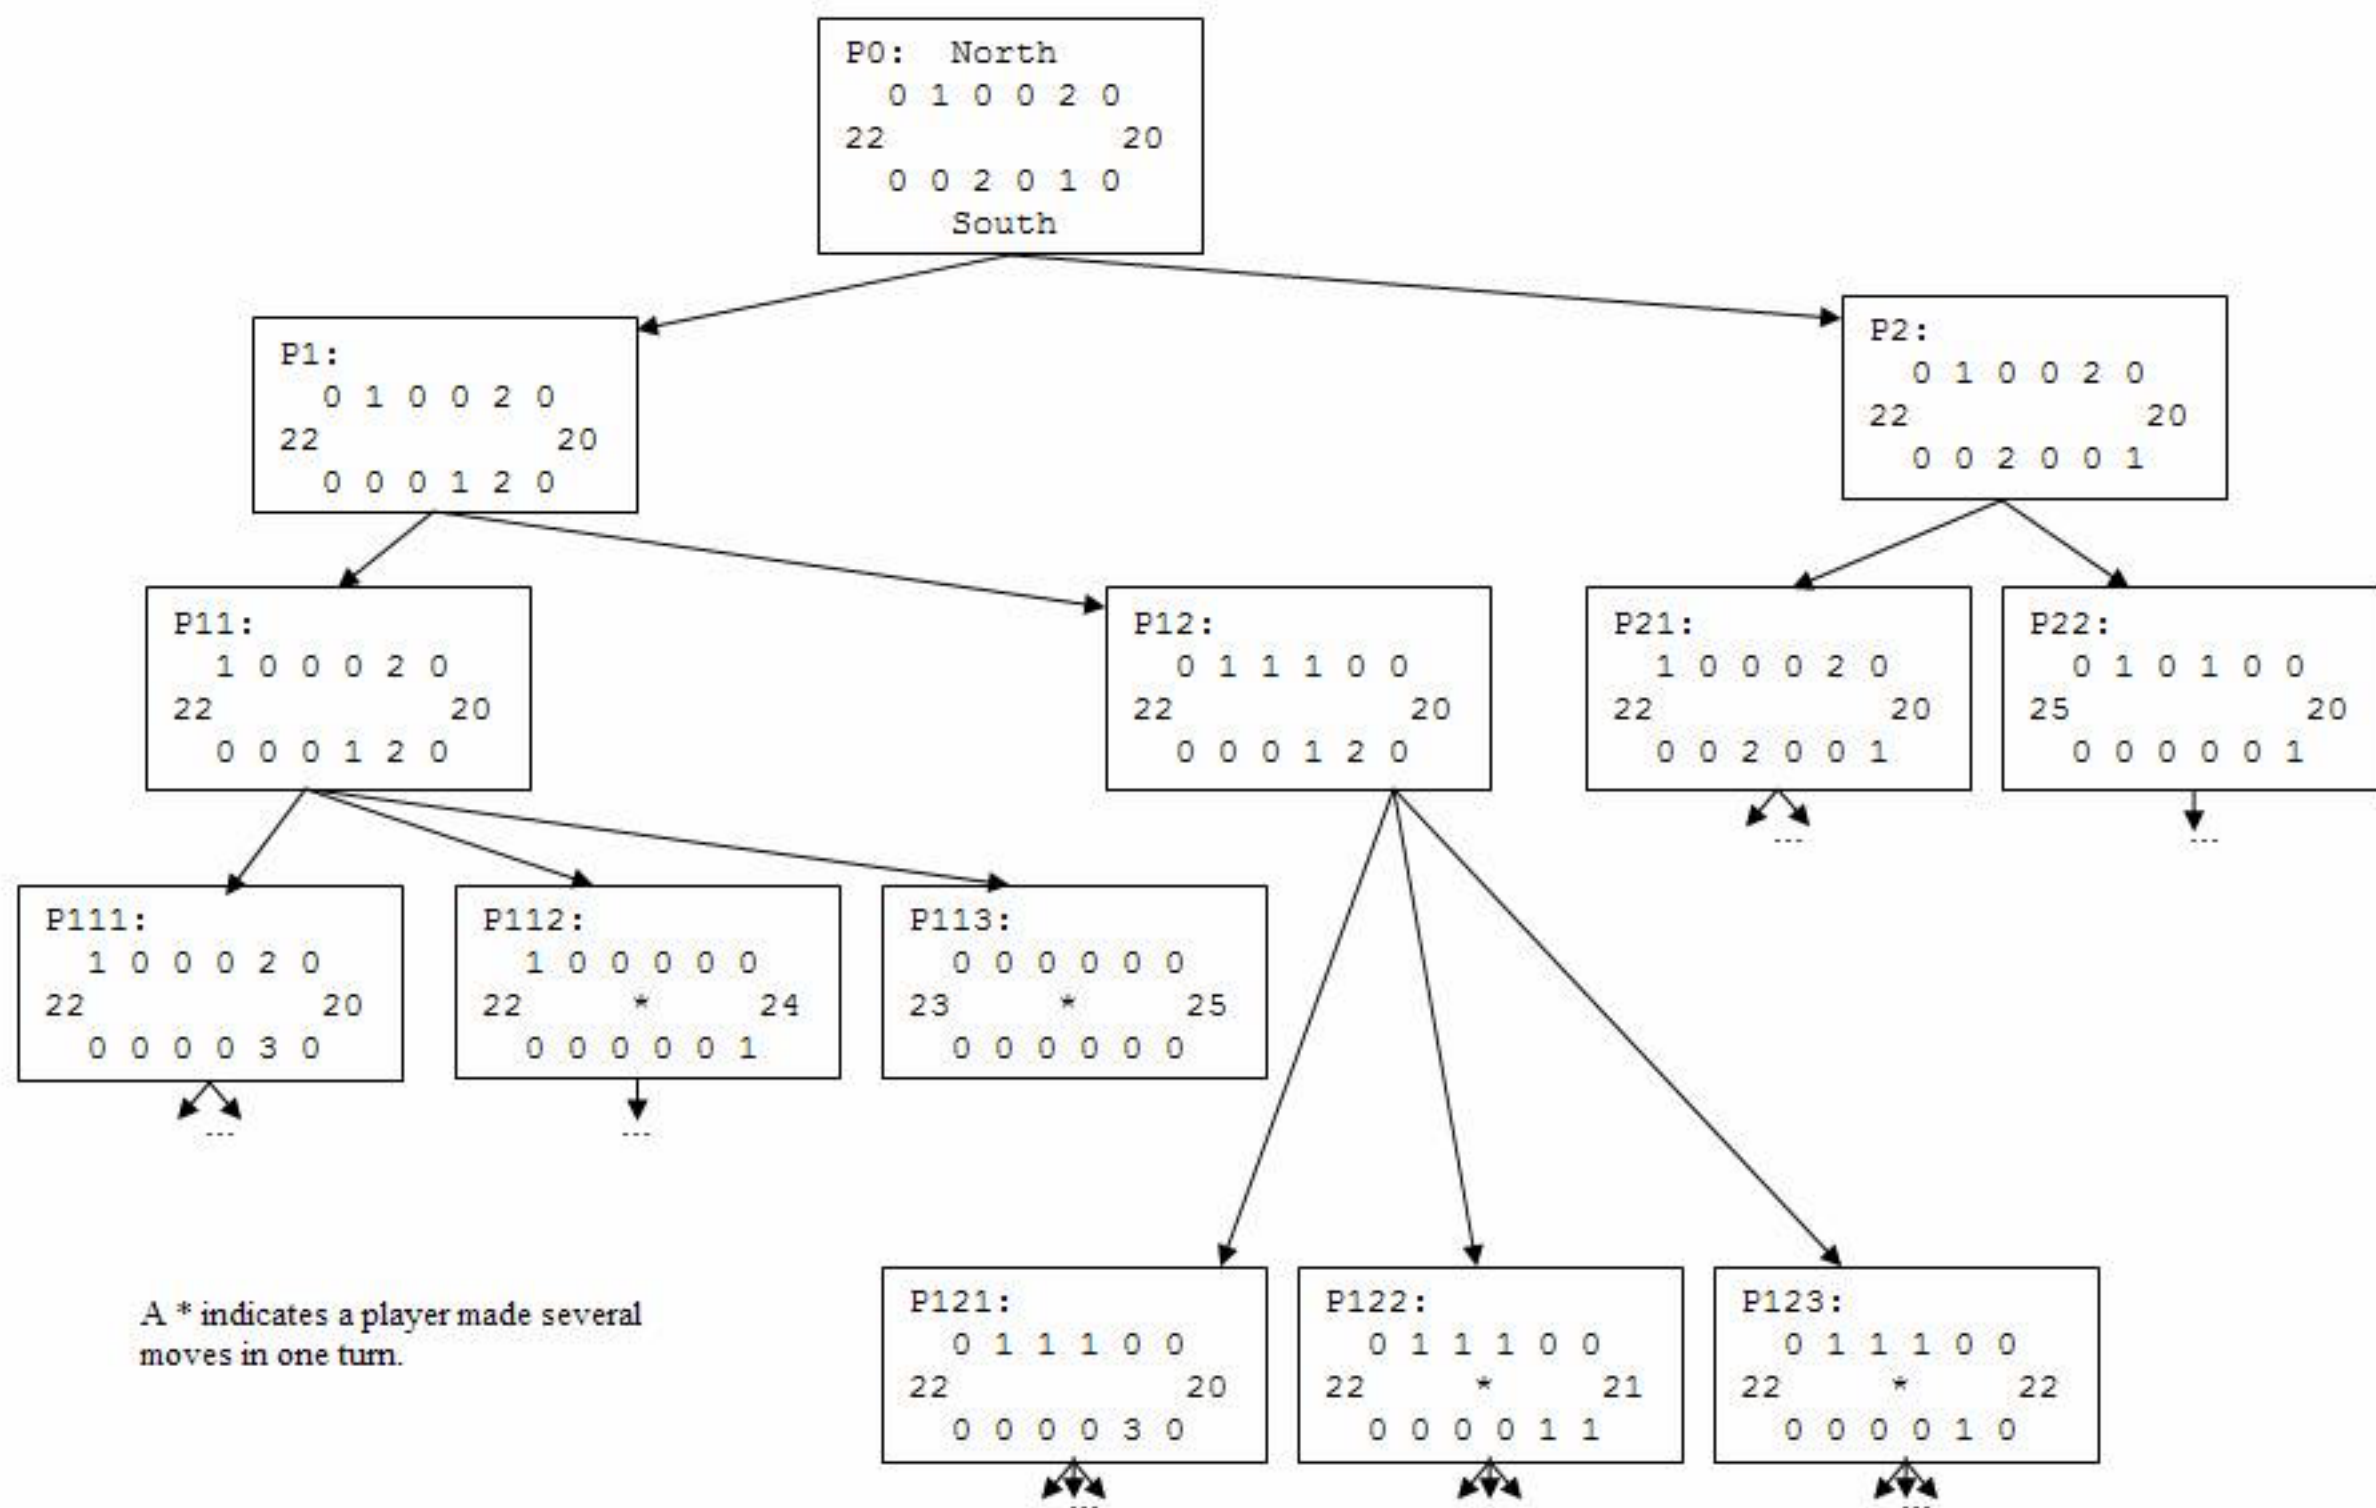 P0: North
0 1 0 0 2 0
22 20
0 0 2 0 1 0
South
P1:
0 1 0 0 2 0
22 20
0 0 0 1 2 0
P2:
0 1 0 0 2 0
22 20
0 0 2 0 0 1
P11:
1 0 0 0 2 0
22 20
0 0 0 1 2 0
P12:
0 1 1 1 0 0
22 20
0 0 0 1 2 0
P21:
1 0 0 0 2 0
22 20
0 0 2 0 0 1
...
P22:
0 1 0 1 0 0
25 20
0 0 0 0 0 1
...
P111:
1 0 0 0 2 0
22 20
0 0 0 0 3 0
...
P112:
1 0 0 0 0 0
22 * 24
0 0 0 0 0 1
...
P113:
0 0 0 0 0 0
23 * 25
0 0 0 0 0 0
P121:
0 1 1 1 0 0
22 20
0 0 0 0 3 0
...
P122:
0 1 1 1 0 0
22 * 21
0 0 0 0 1 1
...
P123:
0 1 1 1 0 0
22 * 22
0 0 0 0 1 0
...
A * indicates a player made several
moves in one turn.